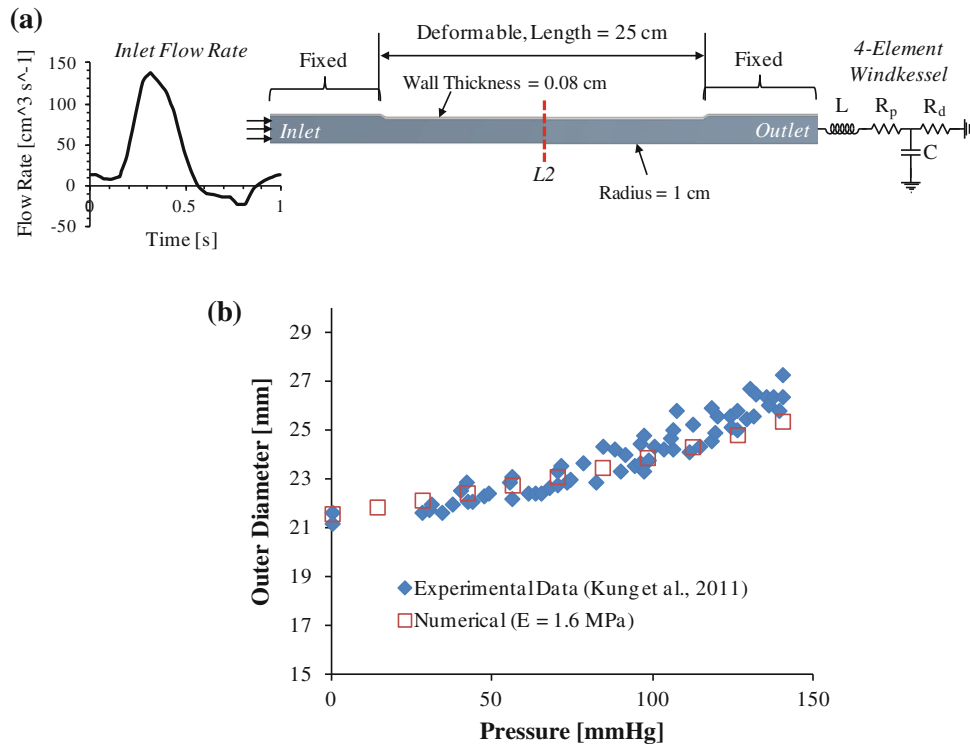 (a)
Inlet Flow Rate
Flow Rate [cm^3 s^-1]
150
100
50
0
-50
0
0.5
1
Time [s]
Deformable, Length = 25 cm
Fixed
Fixed
Wall Thickness = 0.08 cm
Inlet
Outlet
L2
Radius = 1 cm
4-Element
Windkessel
L
Rp
Rd
C
(b)
Outer Diameter [mm]
29
27
25
23
21
19
17
15
0
50
100
150
Pressure [mmHg]
Experimental Data (Kung et al., 2011)
Numerical (E = 1.6 MPa)